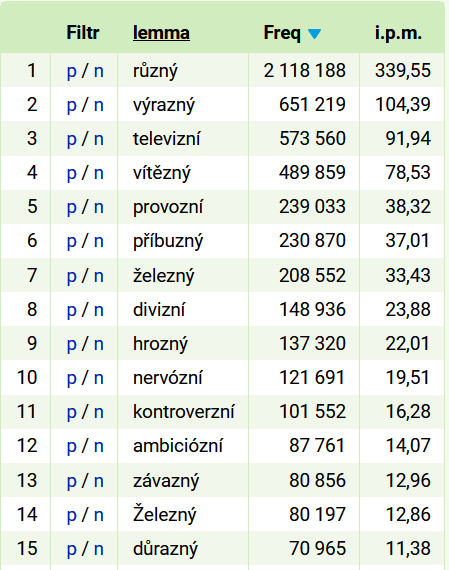 Filtr lemma Freq i.p.m.
1 p / n různý 2 118 188 339,55
2 p / n výrazný 651 219 104,39
3 p / n televizní 573 560 91,94
4 p / n vítězný 489 859 78,53
5 p / n provozní 239 033 38,32
6 p / n příbuzný 230 870 37,01
7 p / n železný 208 552 33,43
8 p / n divizní 148 936 23,88
9 p / n hrozný 137 320 22,01
10 p / n nervózní 121 691 19,51
11 p / n kontroverzní 101 552 16,28
12 p / n ambiciózní 87 761 14,07
13 p / n závazný 80 856 12,96
14 p / n Železný 80 197 12,86
15 p / n důrazný 70 965 11,38